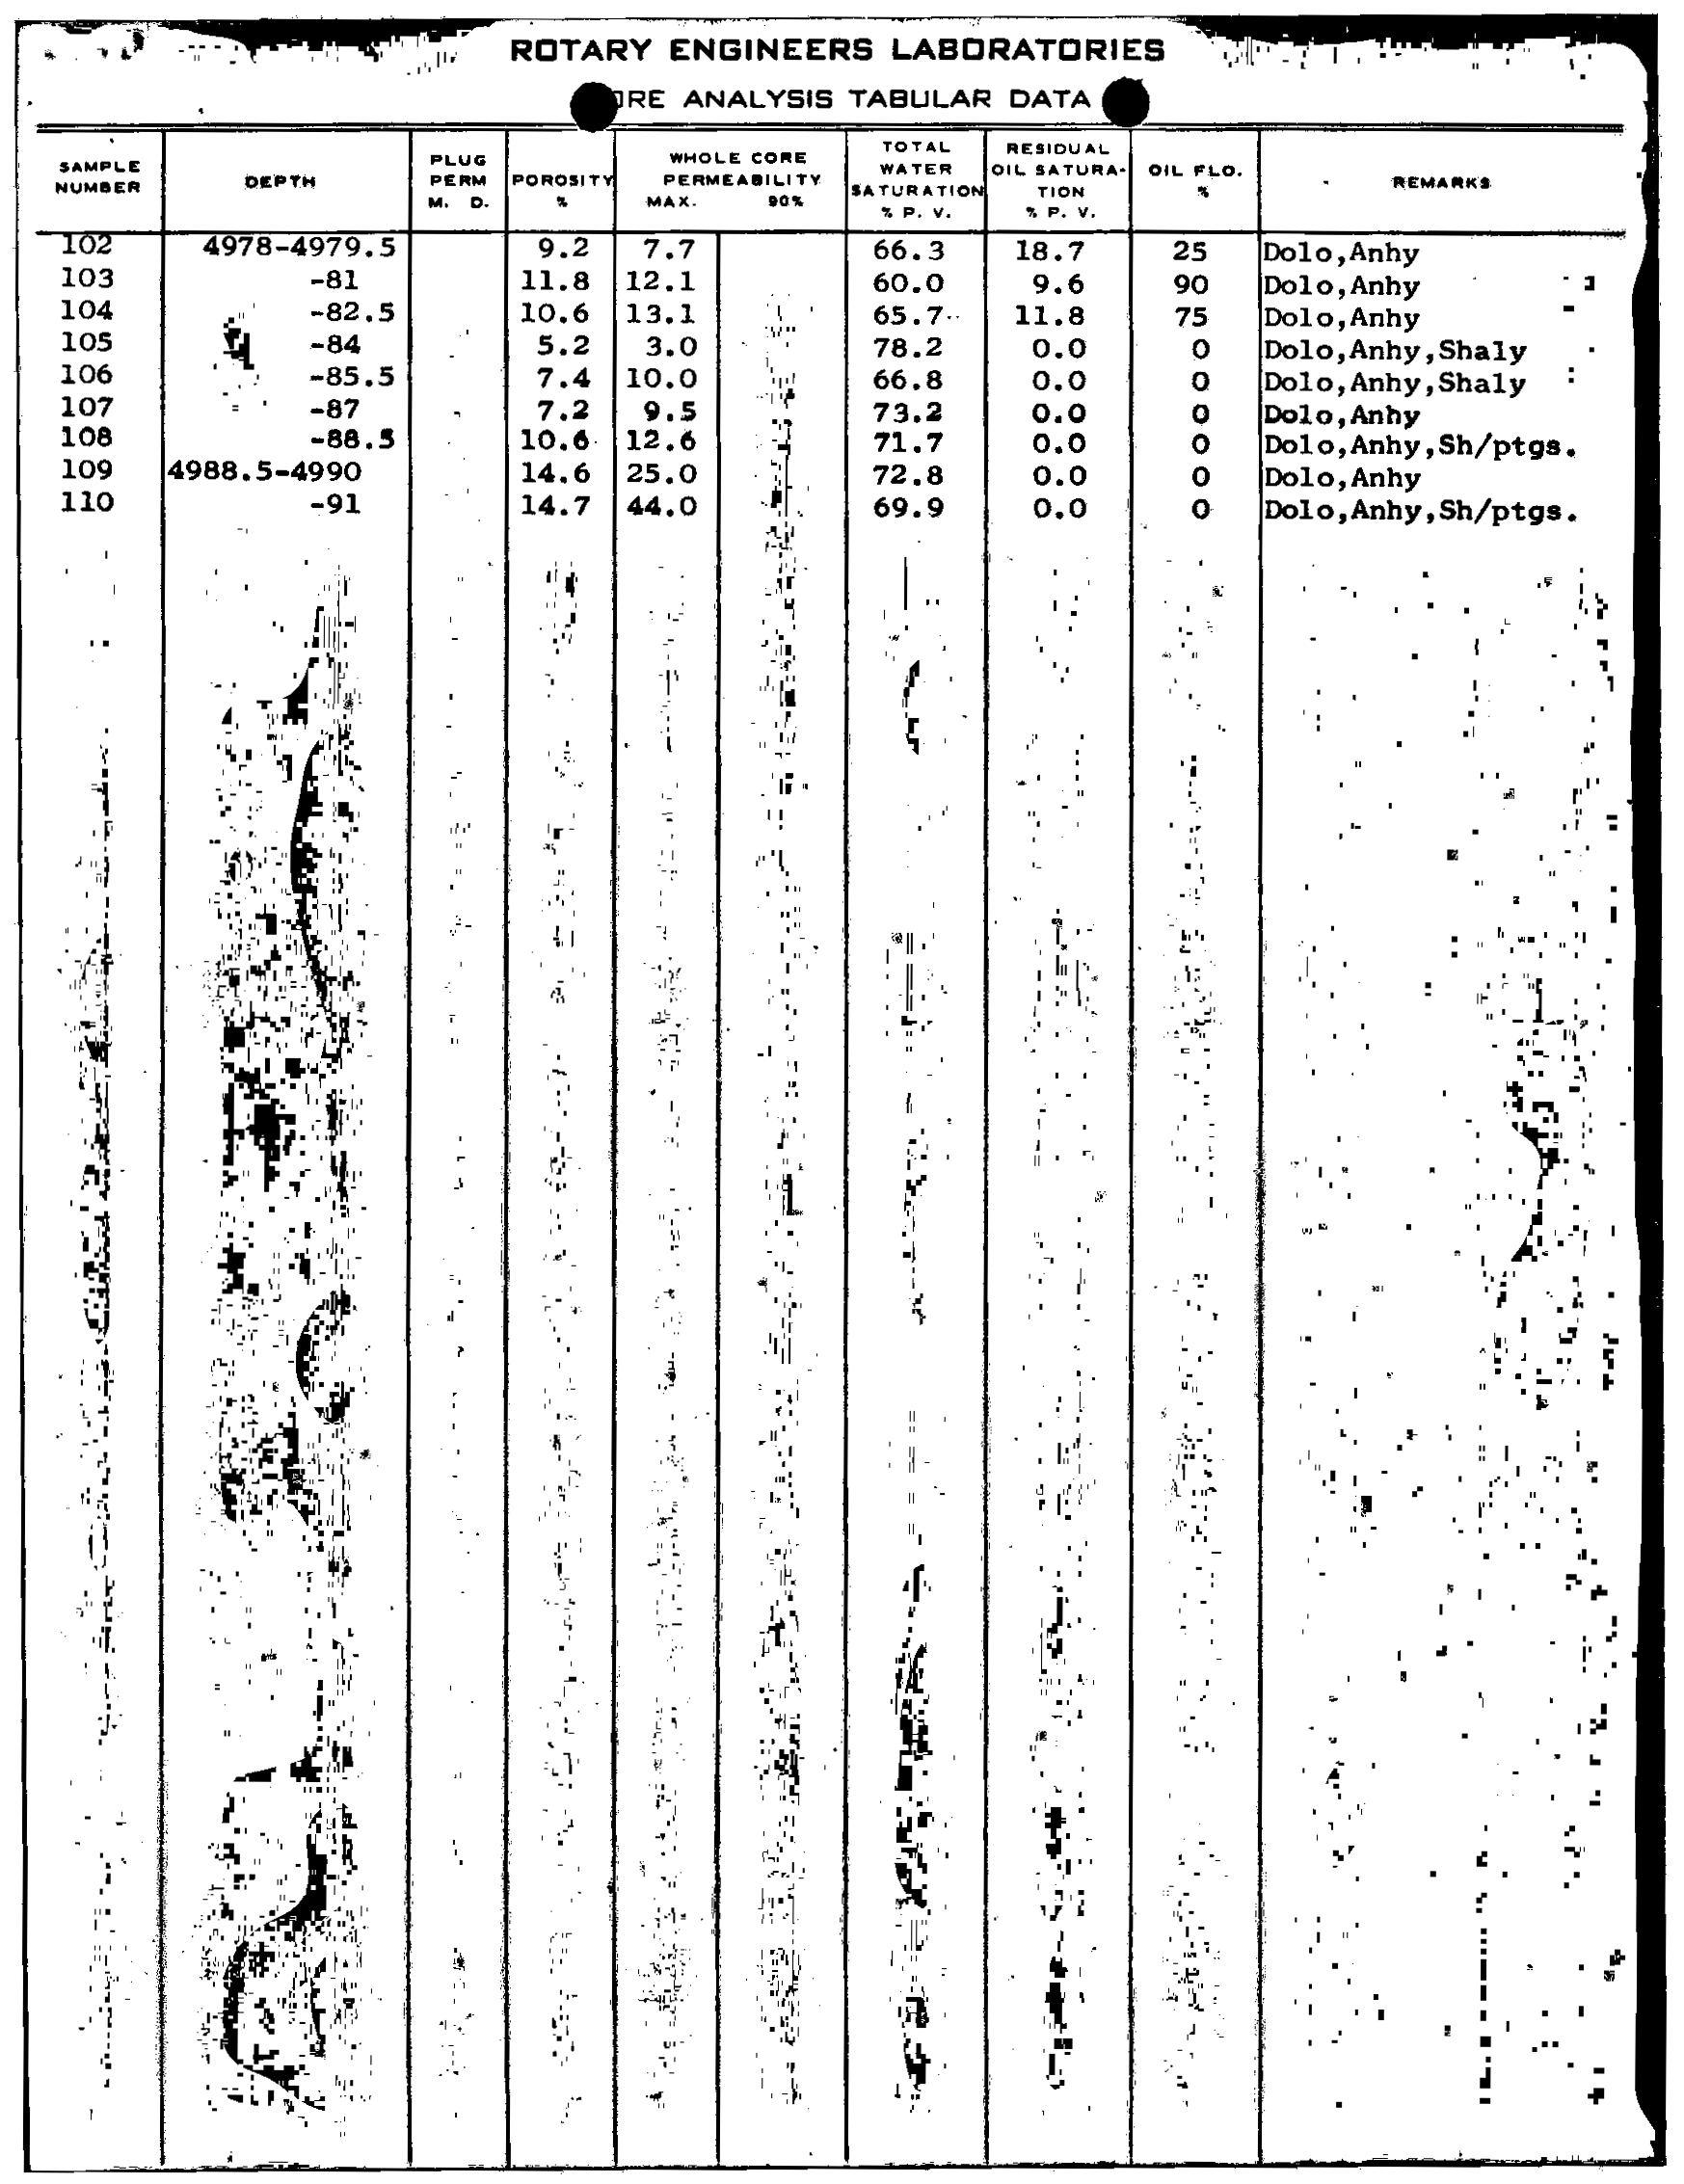 ROTARY ENGINEERS LABORATORIES
ORE ANALYSIS TABULAR DATA
SAMPLE NUMBER DEPTH PLUG PERM M. D. POROSITY % WHOLE CORE PERMEABILITY MAX. 90% TOTAL WATER SATURATION % P. V. RESIDUAL OIL SATURA- TION % P. V. OIL FLO. % REMARKS
102 4978-4979.5 9.2 7.7 66.3 18.7 25 Dolo,Anhy
103 -81 11.8 12.1 60.0 9.6 90 Dolo,Anhy
104 -82.5 10.6 13.1 65.7 11.8 75 Dolo,Anhy
105 -84 5.2 3.0 78.2 0.0 0 Dolo,Anhy,Shaly
106 -85.5 7.4 10.0 66.8 0.0 0 Dolo,Anhy,Shaly
107 -87 7.2 9.5 73.2 0.0 0 Dolo,Anhy
108 -88.5 10.6 12.6 71.7 0.0 0 Dolo,Anhy,Sh/ptgs.
109 4988.5-4990 14.6 25.0 72.8 0.0 0 Dolo,Anhy
110 -91 14.7 44.0 69.9 0.0 0 Dolo,Anhy,Sh/ptgs.